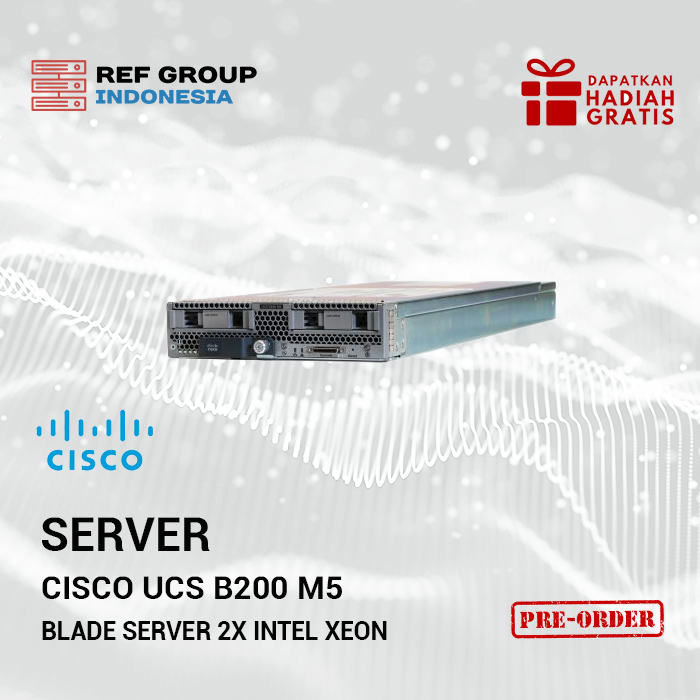 REF GROUP
INDONESIA
DAPATKAN
HADIAH
GRATIS
CISCO
SERVER
CISCO UCS B200 M5
BLADE SERVER 2X INTEL XEON
PRE-ORDER